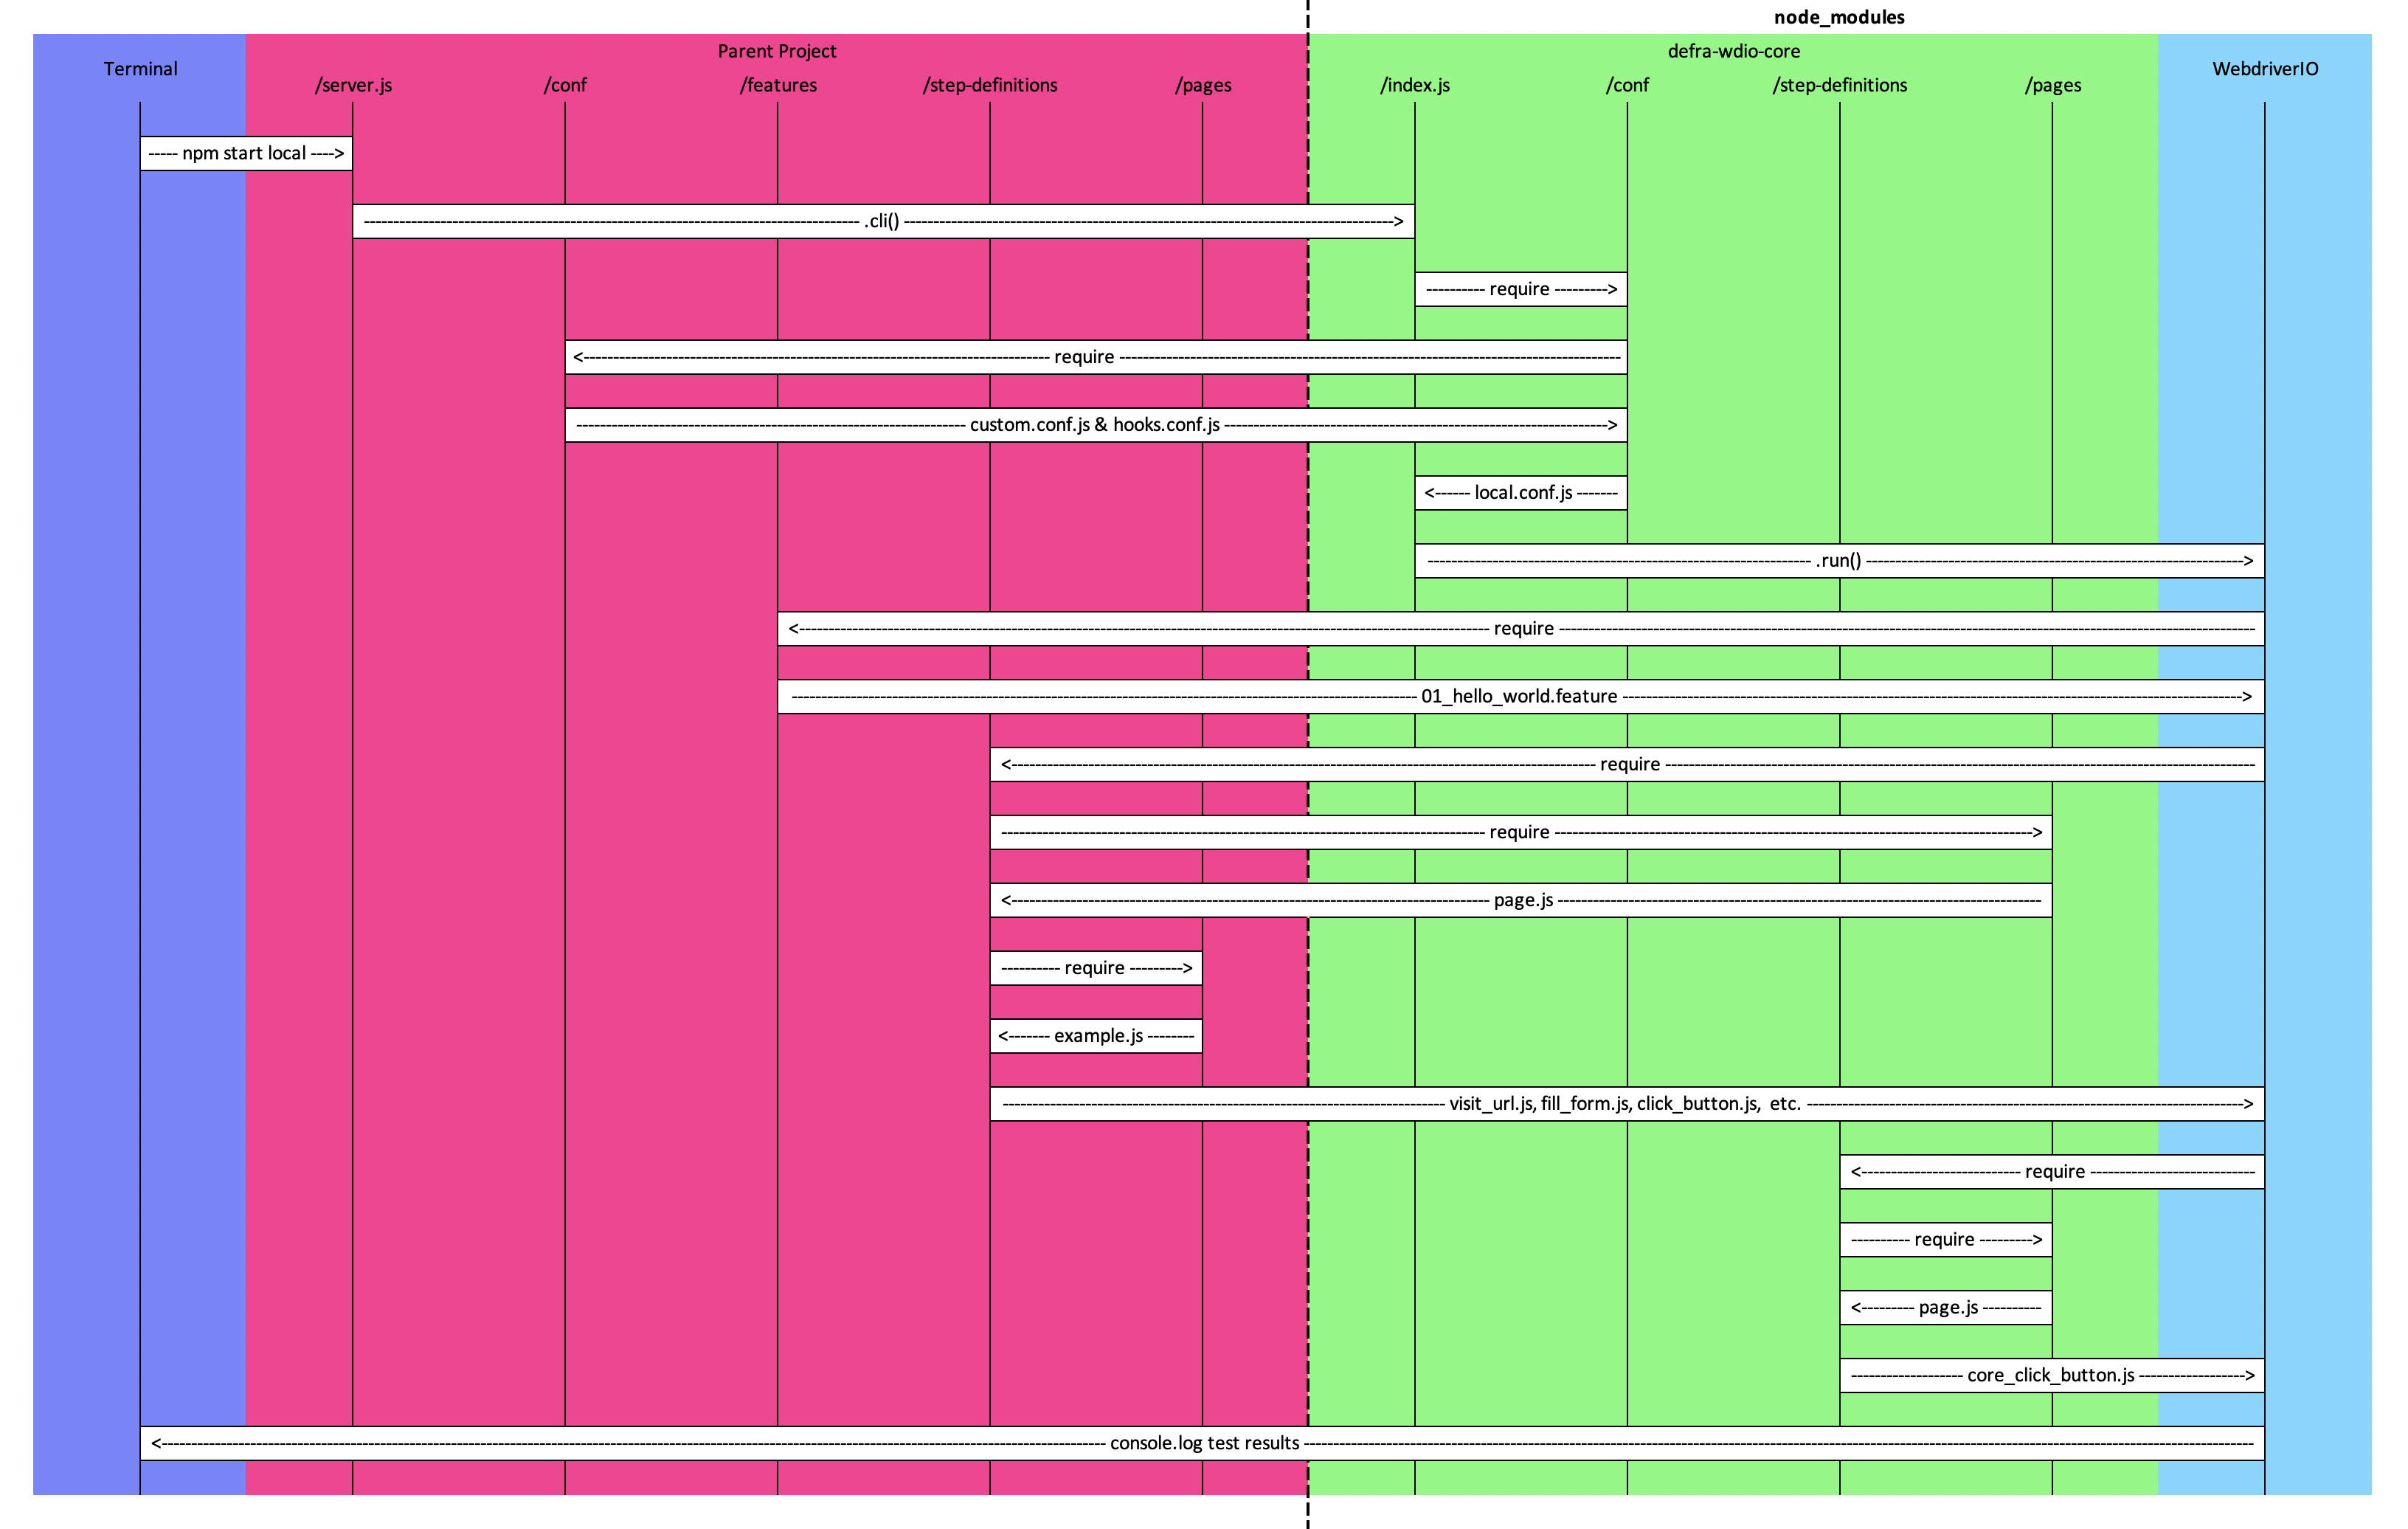 node_modules
Parent Project
defra-wdio-core
Terminal
WebdriverIO
/server.js
/conf
/features
/step-definitions
/pages
/index.js
/conf
/step-definitions
/pages
----- npm start local ---->
------------------------------------------------------------------------------------ .cli() ----------------------------------------------------------------------------------->
---------- require --------->
<------------------------------------------------------------------------------- require -------------------------------------------------------------------------------------
------------------------------------------------------------------ custom.conf.js & hooks.conf.js ----------------------------------------------------------------->
<------ local.conf.js -------
----------------------------------------------------------------- .run() ---------------------------------------------------------------->
<--------------------------------------------------------------------------------------------------------------------- require ----------------------------------------------------------------------------------------------------------------------
---------------------------------------------------------------------------------------------------------- 01_hello_world.feature --------------------------------------------------------------------------------------------------------->
<--------------------------------------------------------------------------------------------------- require ----------------------------------------------------------------------------------------------------
---------------------------------------------------------------------------------- require --------------------------------------------------------------------------------->
<--------------------------------------------------------------------------------- page.js ----------------------------------------------------------------------------------
---------- require --------->
<------- example.js --------
--------------------------------------------------------------------------- visit_url.js, fill_form.js, click_button.js,  etc. -------------------------------------------------------------------------->
<--------------------------- require ----------------------------
---------- require --------->
<--------- page.js ----------
------------------- core_click_button.js ------------------>
<---------------------------------------------------------------------------------------------------------------------------------------------------------------- console.log test results -----------------------------------------------------------------------------------------------------------------------------------------------------------------